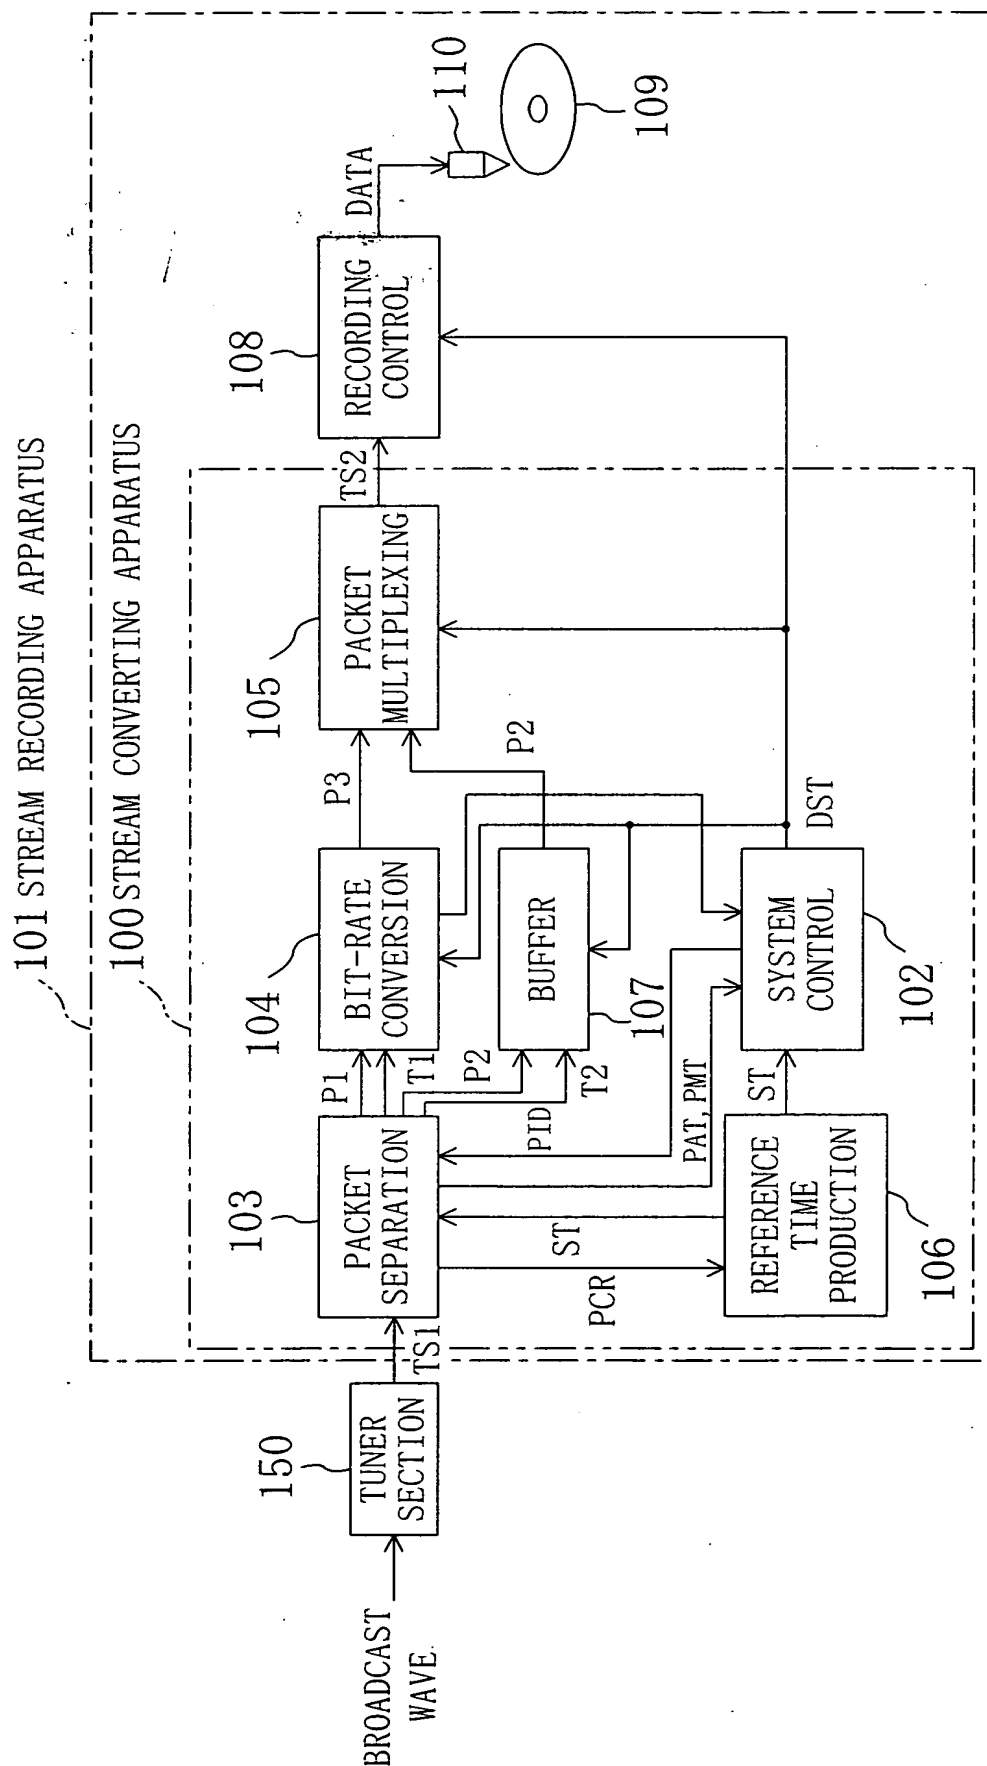 101 STREAM RECORDING APPARATUS
100 STREAM CONVERTING APPARATUS
BROADCAST
WAVE
150
TUNER
SECTION
TS1
103
PACKET
SEPARATION
P1
T1
P2
PID
T2
104
BIT-RATE
CONVERSION
P3
BUFFER
107
P2
105
PACKET
MULTIPLEXING
TS2
108
RECORDING
CONTROL
DATA
110
109
PCR
ST
PAT,PMT
REFERENCE
TIME
PRODUCTION
106
ST
SYSTEM
CONTROL
102
DST